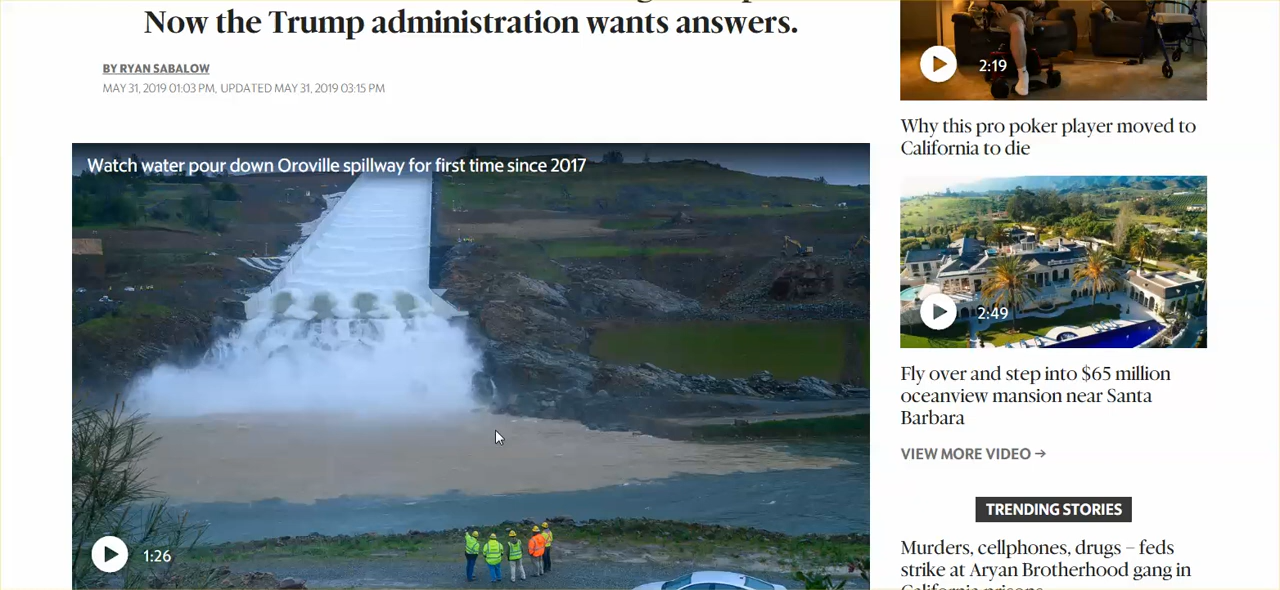 Now the Trump administration wants answers.
BY RYAN SABALOW
MAY 31, 2019 01:03 PM, UPDATED MAY 31, 2019 03:15 PM
Watch water pour down Oroville spillway for first time since 2017
1:26
2:19
Why this pro poker player moved to
California to die
2:49
Fly over and step into $65 million
oceanview mansion near Santa
Barbara
VIEW MORE VIDEO →
TRENDING STORIES
Murders, cellphones, drugs – feds
strike at Aryan Brotherhood gang in
California prisons